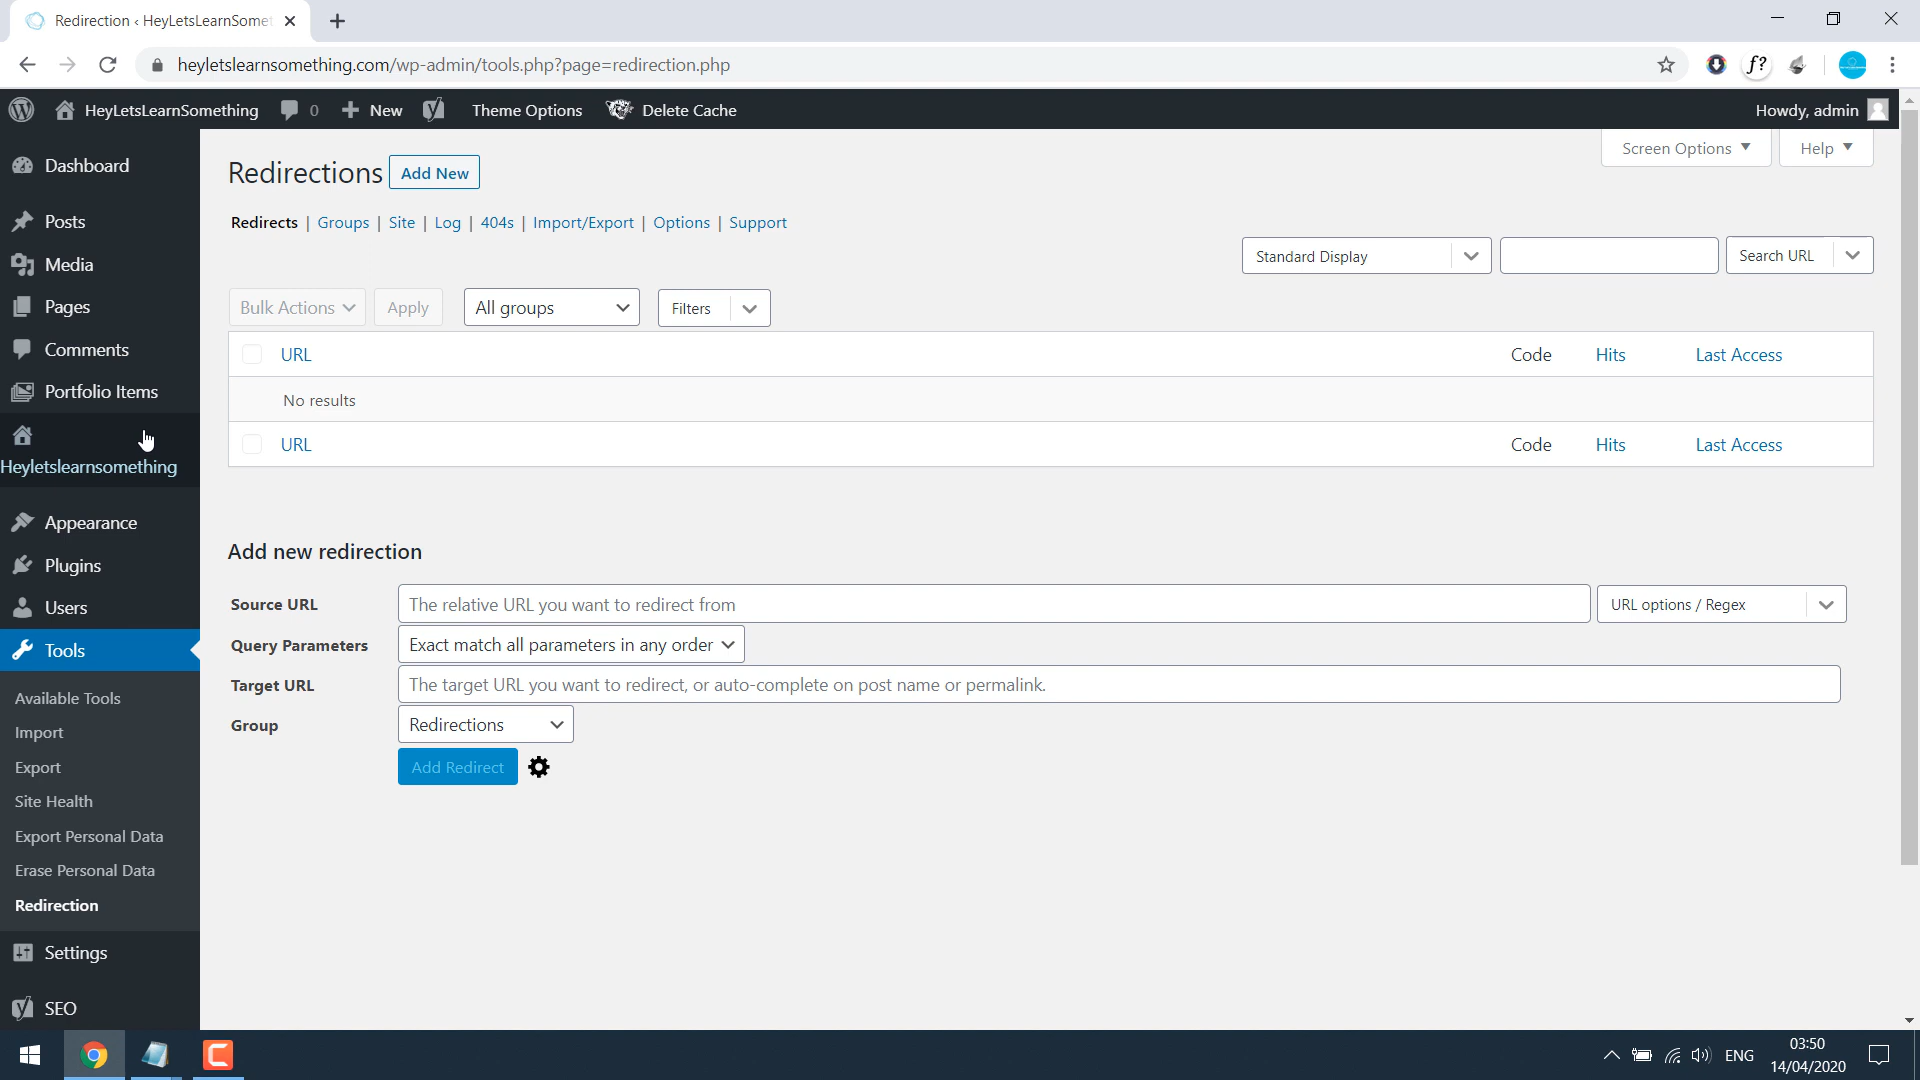 Redirection ‹ HeyLetsLearnSomet
heyletslearnsomething.com/wp-admin/tools.php?page=redirection.php
f?
HeyLetsLearnSomething 0 New Theme Options Delete Cache Howdy, admin
Screen Options Help
Dashboard
Posts
Media
Pages
Comments
Portfolio Items
Heyletslearnsomething
Appearance
Plugins
Users
Tools
Available Tools
Import
Export
Site Health
Export Personal Data
Erase Personal Data
Redirection
Settings
SEO
Redirections Add New
Redirects | Groups | Site | Log | 404s | Import/Export | Options | Support
Standard Display Search URL
Bulk Actions Apply All groups Filters
URL Code Hits Last Access
No results
URL Code Hits Last Access
Add new redirection
Source URL The relative URL you want to redirect from URL options / Regex
Query Parameters Exact match all parameters in any order
Target URL The target URL you want to redirect, or auto-complete on post name or permalink.
Group Redirections
Add Redirect
ENG 03:50
14/04/2020